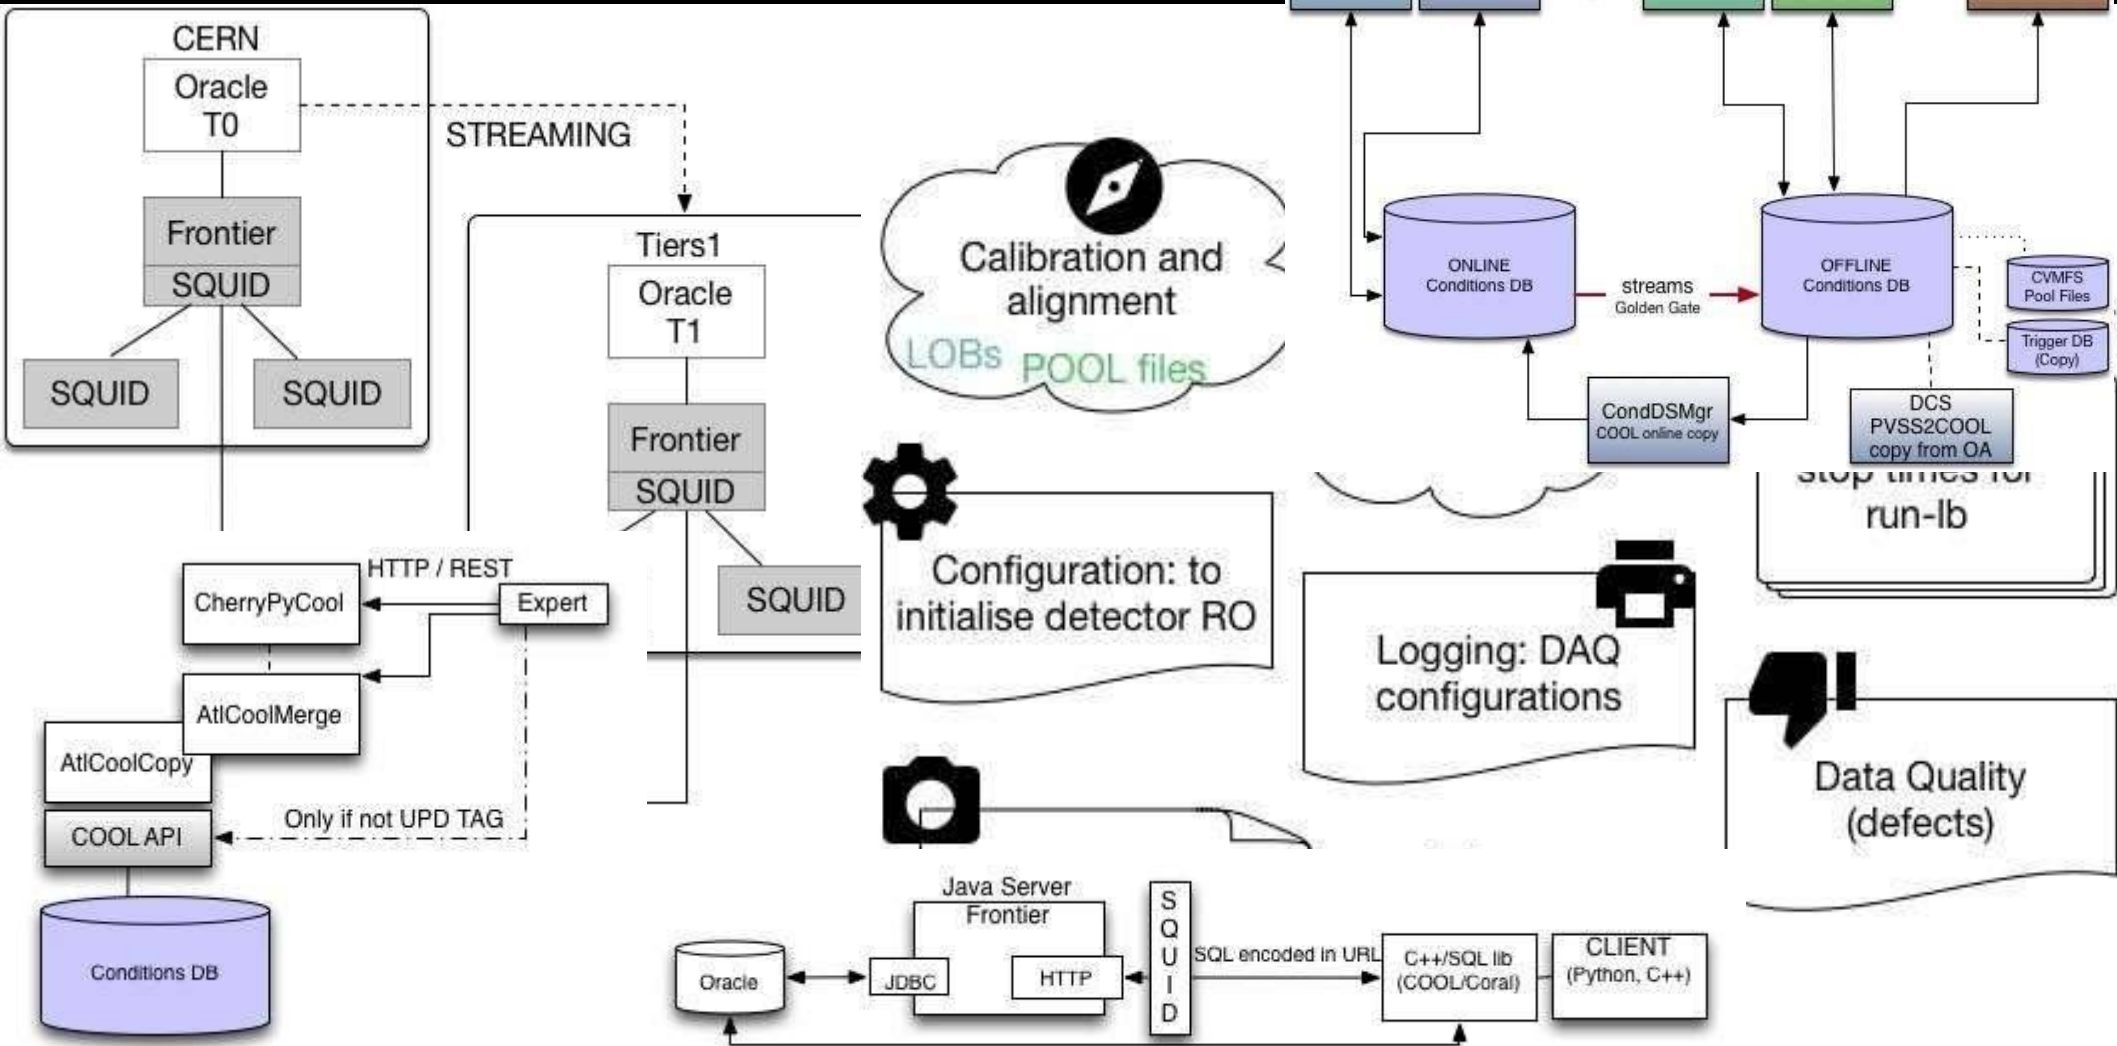 CERN
Oracle
T0
STREAMING
Frontier
SQUID
SQUID
SQUID
Tiers1
Oracle
T1
Frontier
SQUID
SQUID
Calibration and
alignment
LOBs POOL files
ONLINE
Conditions DB
streams
Golden Gate
OFFLINE
Conditions DB
CVMFS
Pool Files
Trigger DB
(Copy)
CondDSMgr
COOL online copy
DCS
PVSS2COOL
copy from OA
stop times for
run-lb
Configuration: to
initialise detector RO
Logging: DAQ
configurations
Data Quality
(defects)
HTTP / REST
CherryPyCool
Expert
AtlCoolMerge
AtlCoolCopy
Only if not UPD TAG
COOL API
Conditions DB
Java Server
Frontier
Oracle
JDBC
HTTP
S
Q
U
I
D
SQL encoded in URL
C++/SQL lib
(COOL/Coral)
CLIENT
(Python, C++)